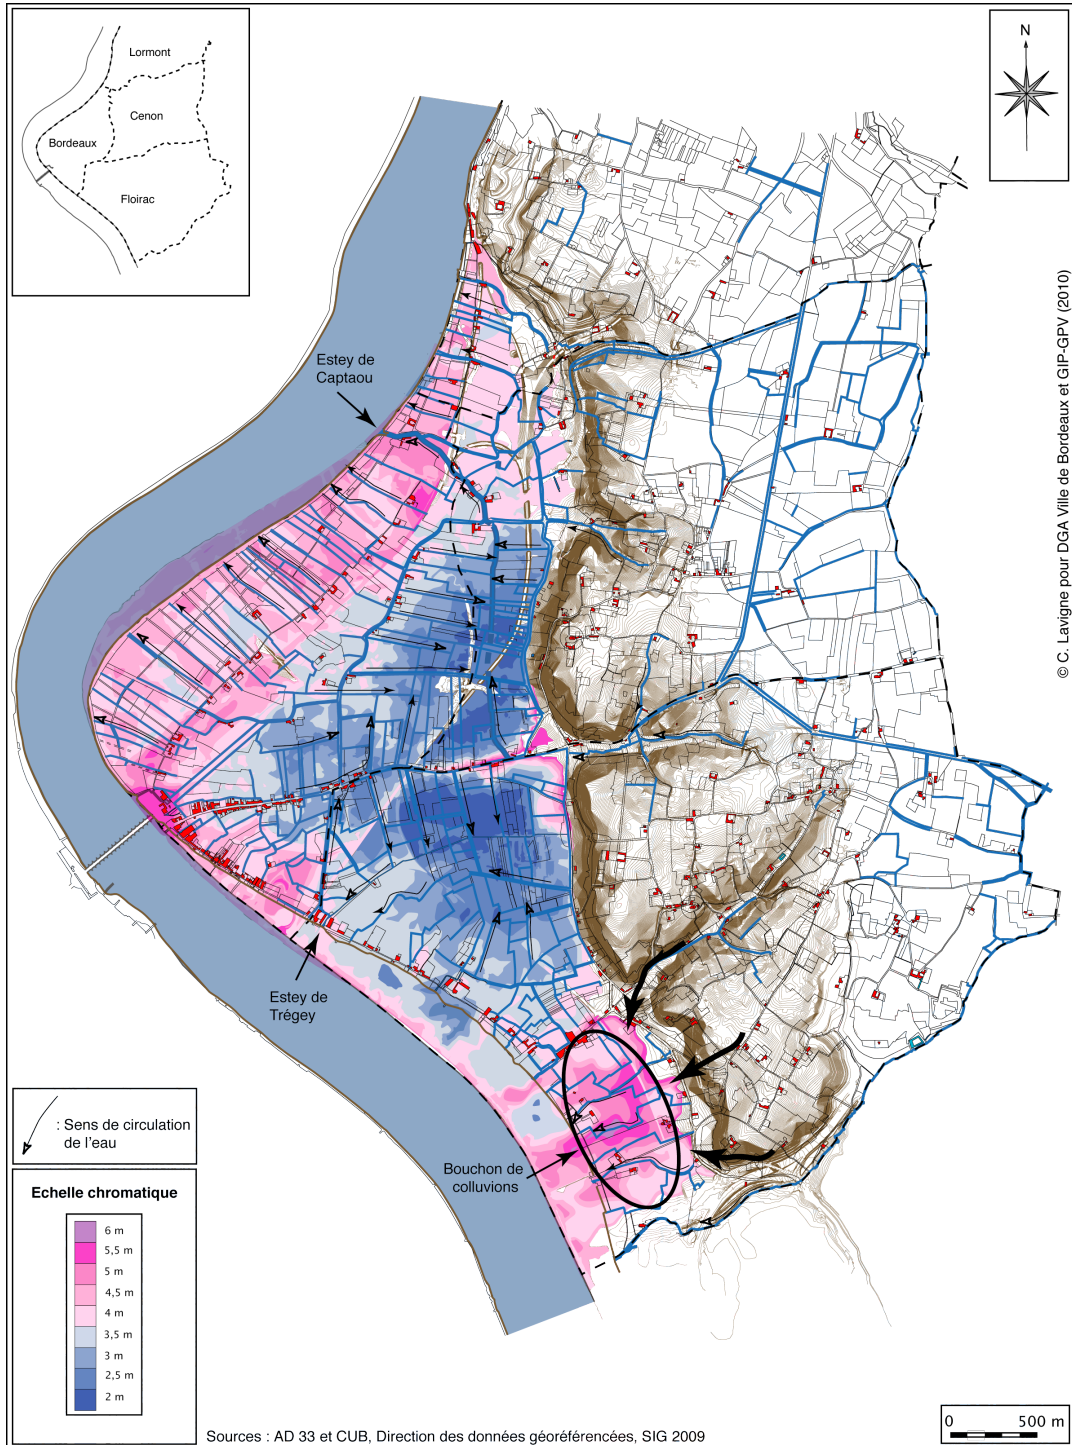 Lormont
Cenon
Bordeaux
Floirac
N
Estey de
Captaou
© C. Lavigne pour DGA Ville de Bordeaux et GIP-GPV (2010)
Estey de
Trégey
Bouchon de
colluvions
: Sens de circulation
de l'eau
Echelle chromatique
6 m
5,5 m
5 m
4,5 m
4 m
3,5 m
3 m
2,5 m
2 m
0 500 m
Sources : AD 33 et CUB, Direction des données géoréférencées, SIG 2009